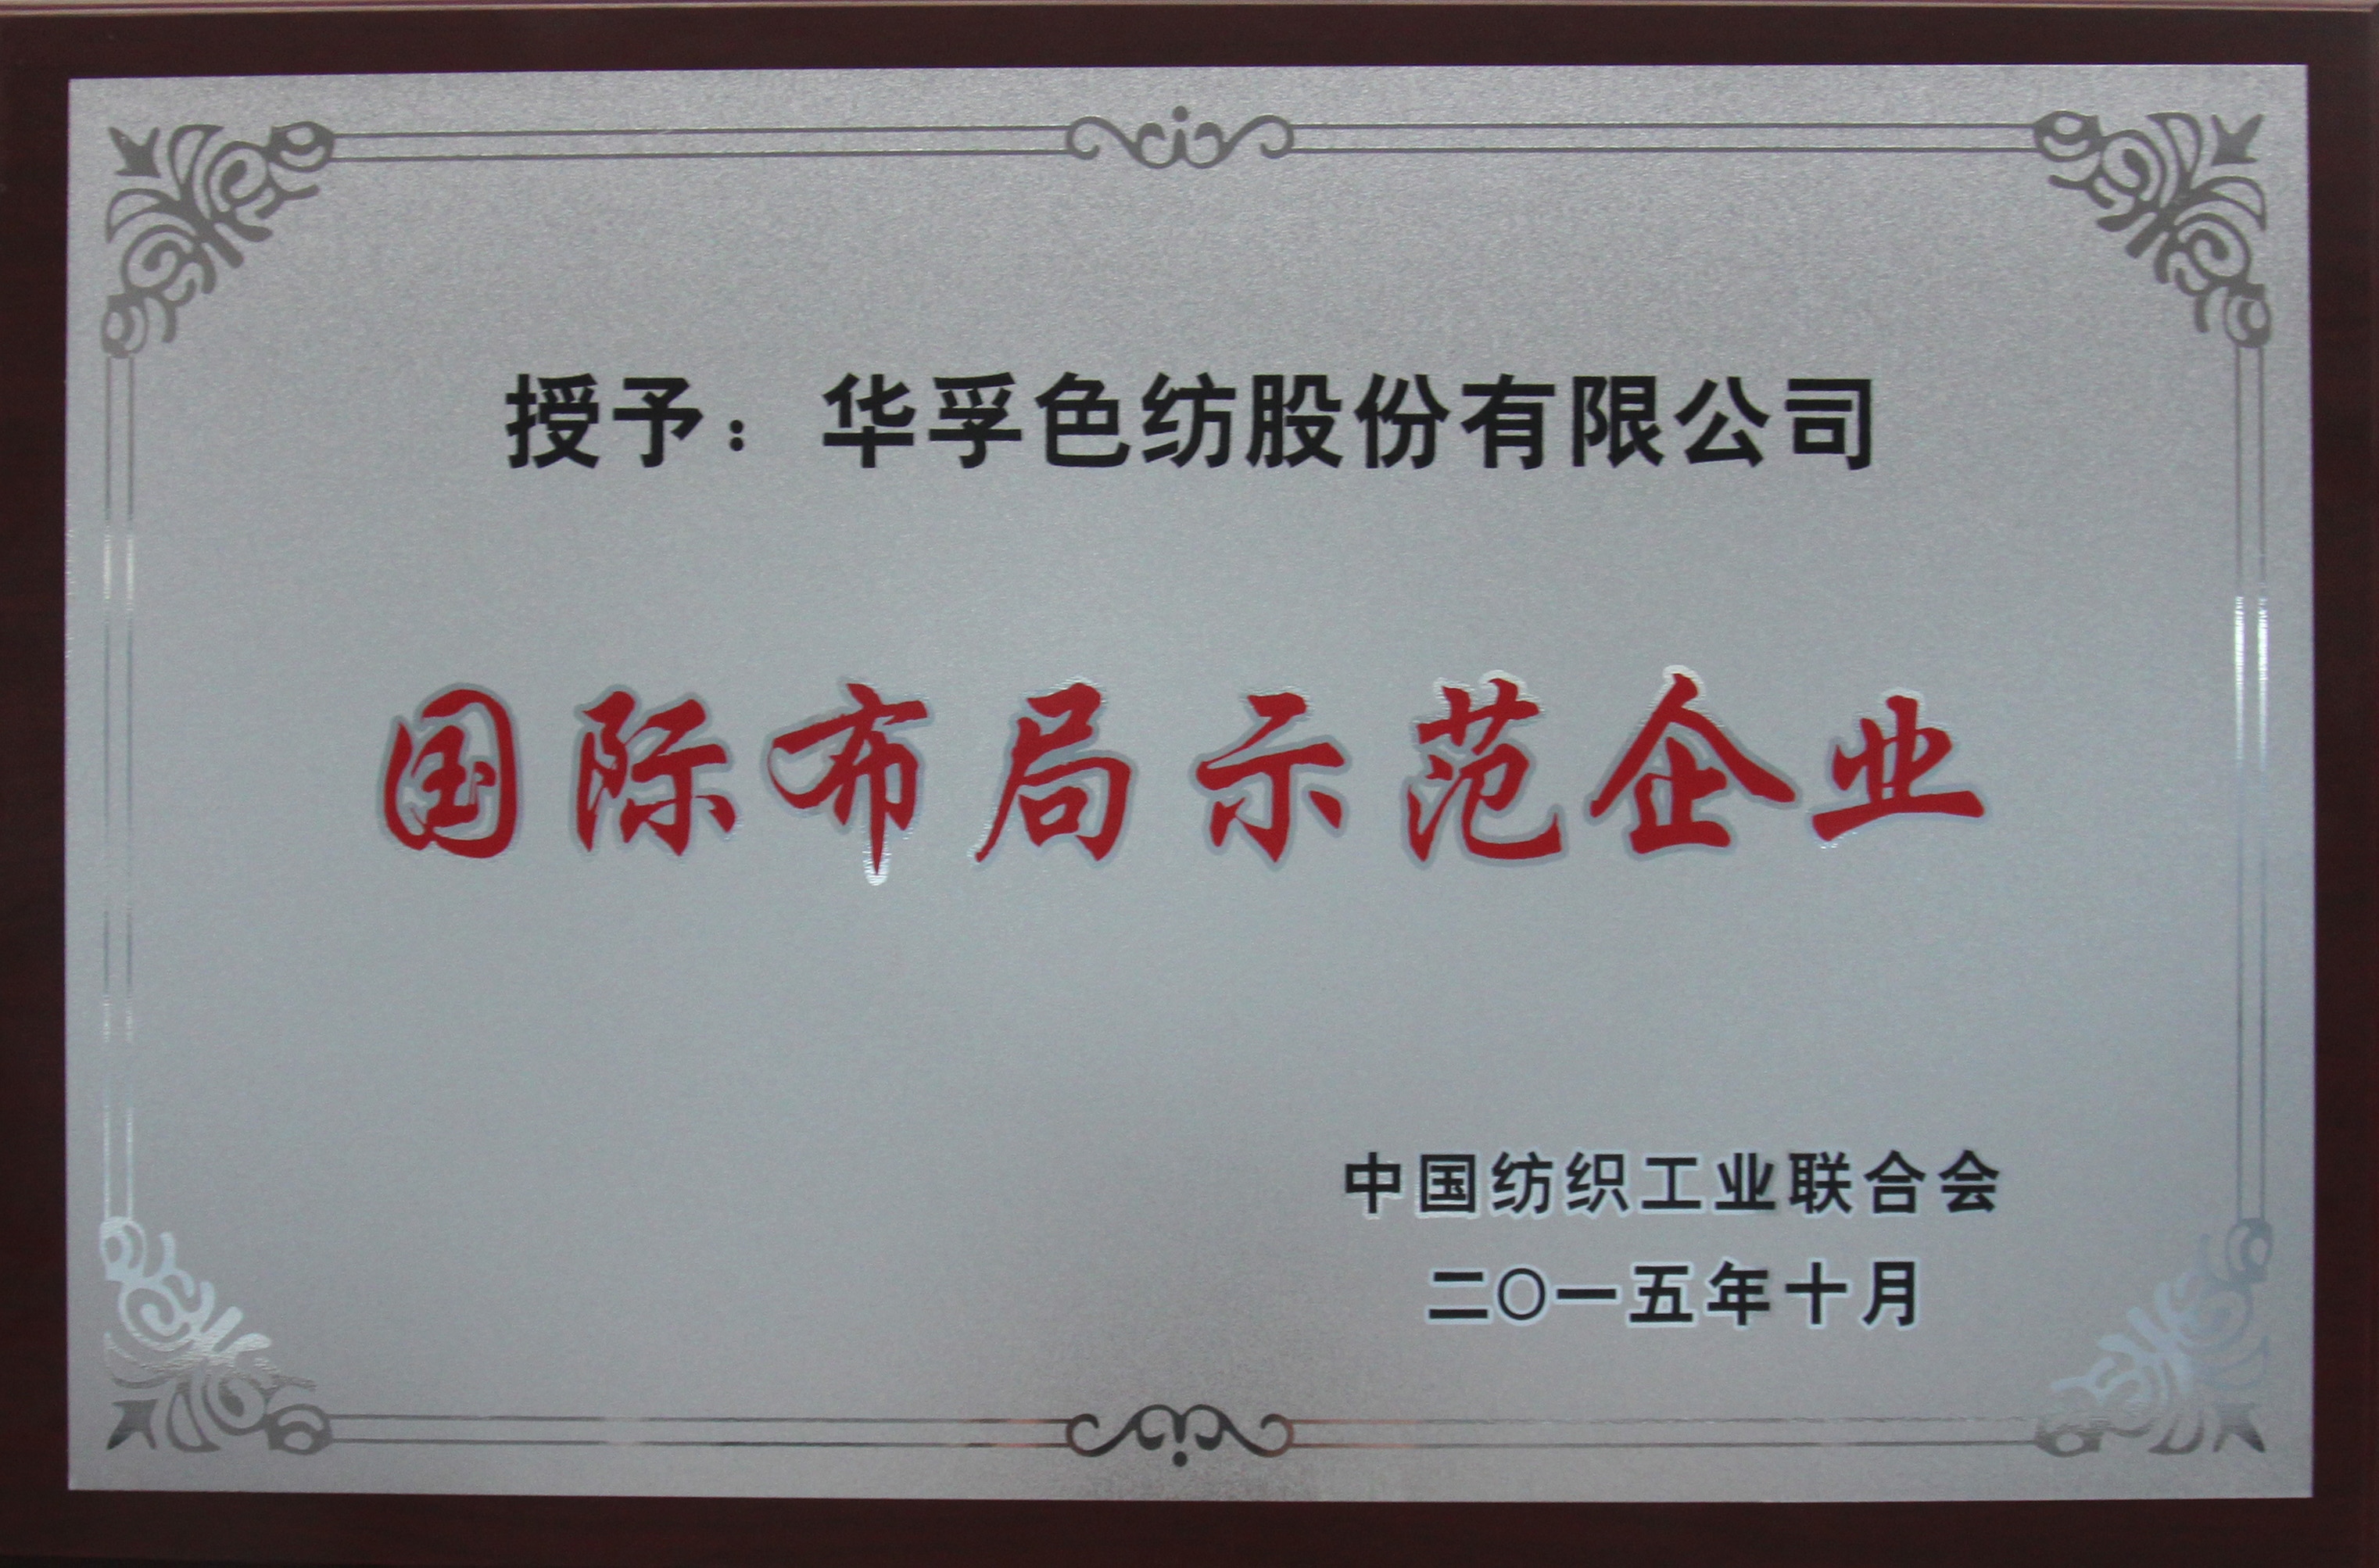 授予：华孚色纺股份有限公司
国际布局示范企业
中国纺织工业联合会
二〇一五年十月